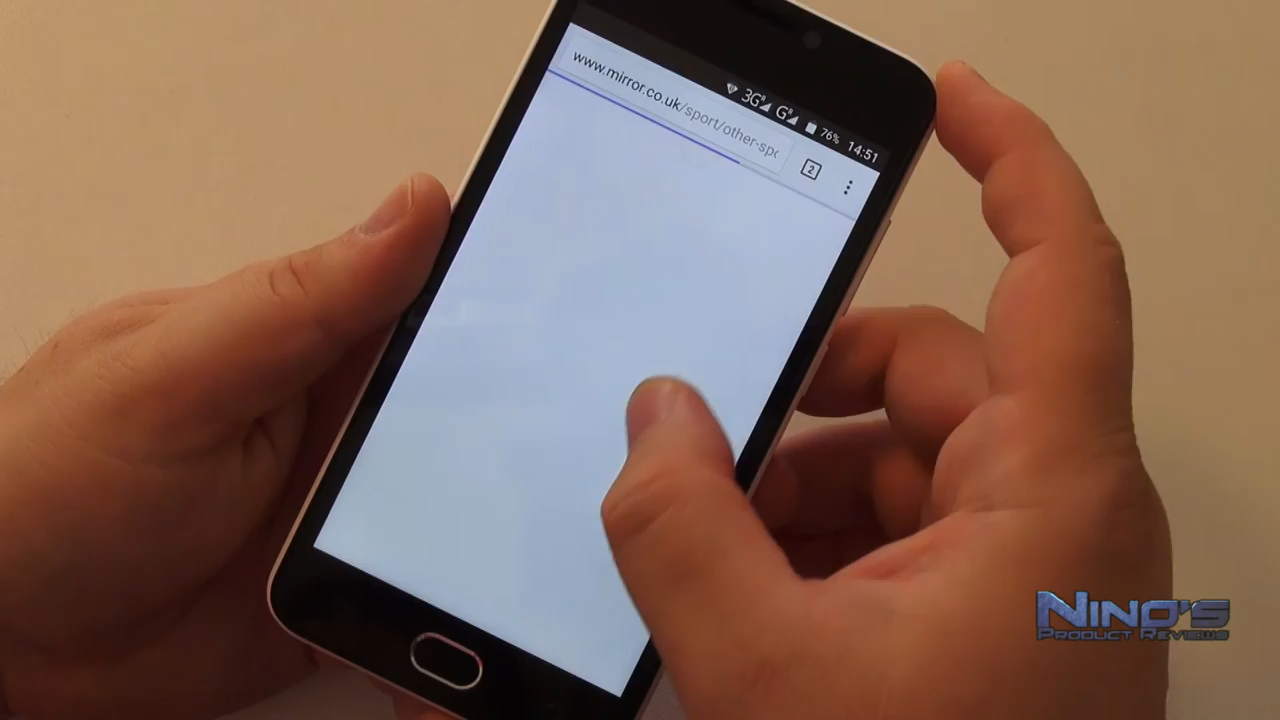 3G R G R 76% 14:51
www.mirror.co.uk/sport/other-spo
2
NINO'S
PRODUCT REVIEWS